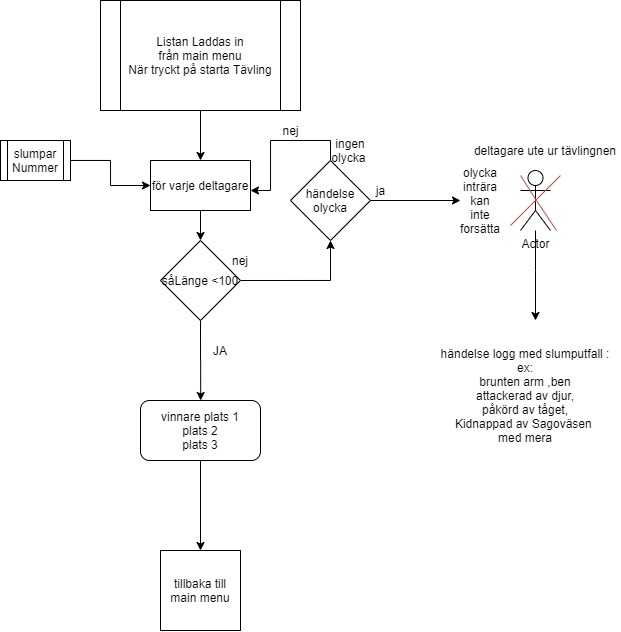 Listan Laddas in
från main menu
När tryckt på starta Tävling
nej
ingen
olycka
slumpar
Nummer
för varje deltagare
händelse
olycka
ja
deltagare ute ur tävlingnen
olycka
inträra
kan
inte
forsätta
Actor
nej
såLänge <100
JA
händelse logg med slumputfall :
ex:
brunten arm ,ben
attackerad av djur,
påkörd av tåget,
Kidnappad av Sagoväsen
med mera
vinnare plats 1
plats 2
plats 3
tillbaka till
main menu